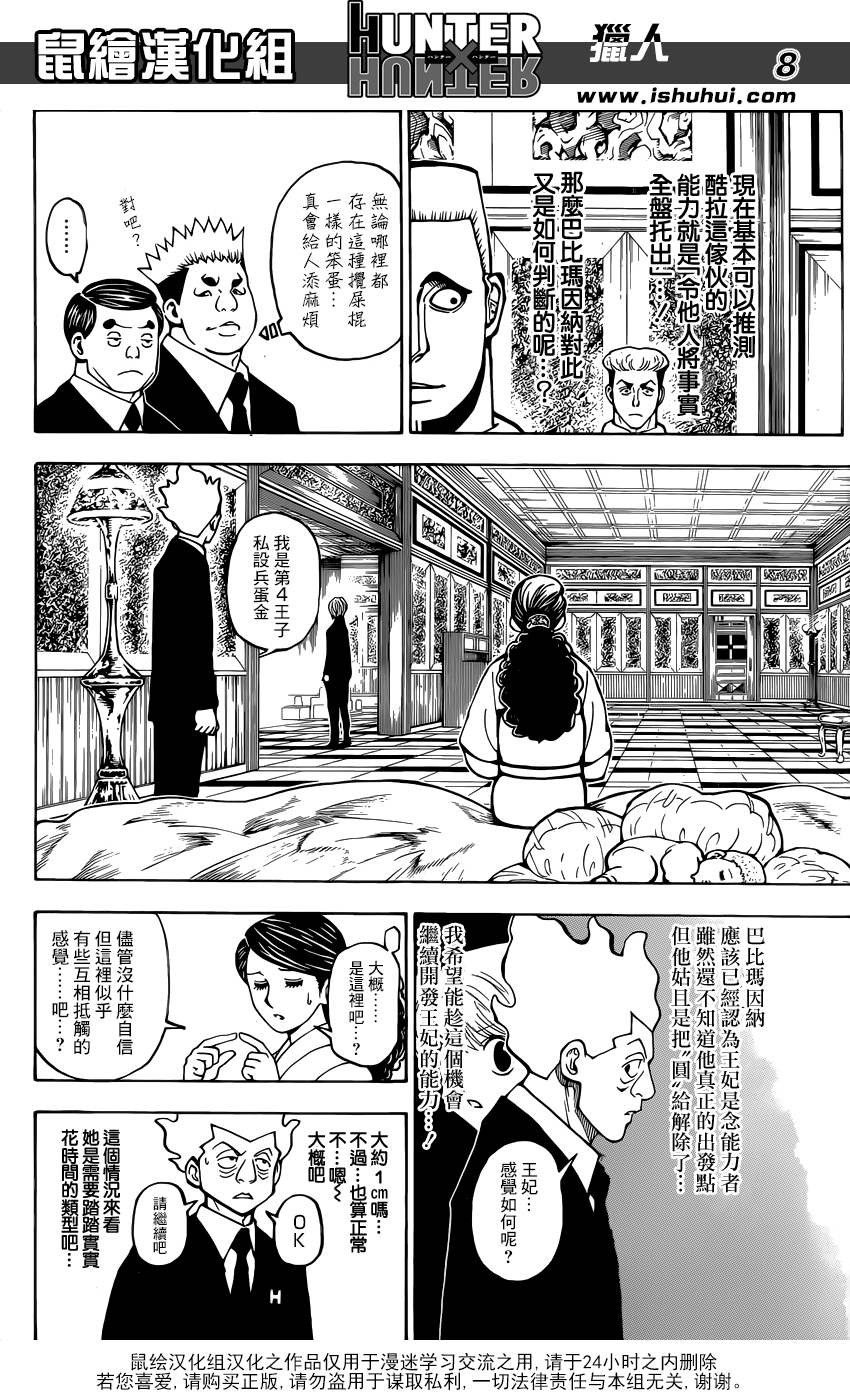 鼠繪漢化組
HUNTER
×
ハンター ハンター
HUNTER
獵人
8
www.ishuhui.com
現在基本可以推測
酷拉這傢伙的
能力就是「令他人將事實
全盤托出」…！
那麼巴比瑪因納對此
又是如何判斷的呢…？
無論哪裡都
存在這種攪屎棍
一樣的笨蛋…
真會給人添麻煩
對吧？
……
我是第4王子
私設兵蛋金
巴比瑪因納
應該已經認為王妃是念能力者
雖然還不知道他真正的出發點
但他姑且是把〝圓〞給解除了…
我希望能趁這個機會
繼續開發王妃的能力…！
王妃…
感覺如何呢？
大概……
是這裡吧…？
儘管沒什麼自信
但這裡似乎
有些互相抵觸的
感覺……吧…？
大約1cm嗎…
不過…也算正常
不…嗯~
大概吧
OK
請繼續吧
這個情況來看
她是需要踏踏實實
花時間的類型吧…
H
鼠绘汉化组汉化之作品仅用于漫迷学习交流之用,请于24小时之内删除
若您喜爱,请购买正版,请勿盗用于谋取私利,一切法律责任与本组无关,谢谢。